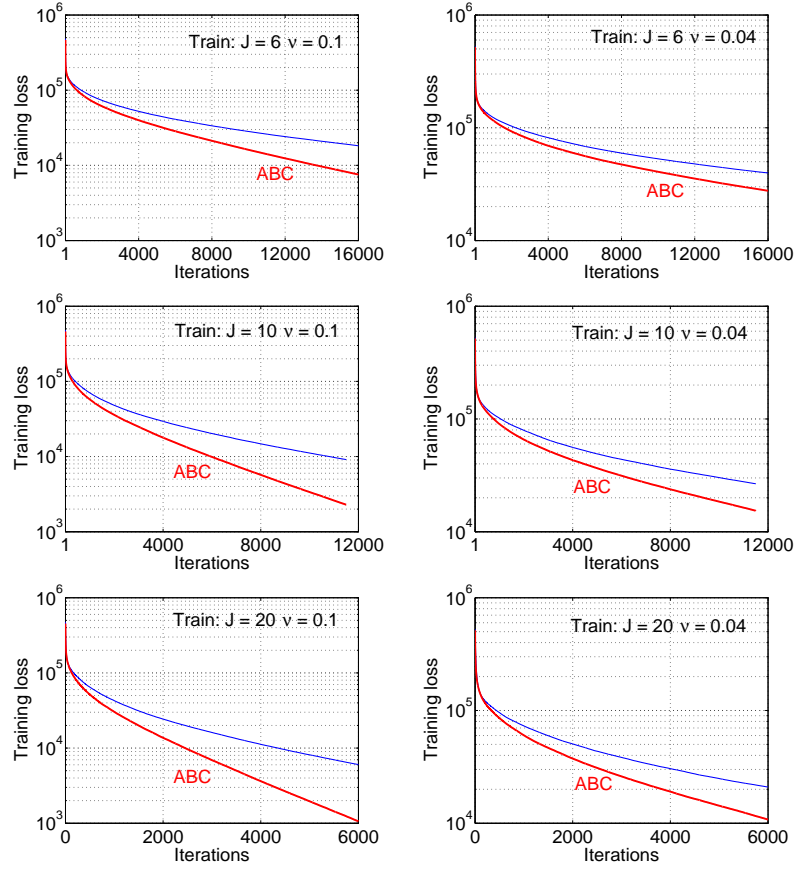 10^6
10^5
10^4
10^3
Training loss
Train: J = 6 ν = 0.1
ABC
1 4000 8000 12000 16000
Iterations
10^6
10^5
10^4
Training loss
Train: J = 6 ν = 0.04
ABC
1 4000 8000 12000 16000
Iterations
10^6
10^5
10^4
10^3
Training loss
Train: J = 10 ν = 0.1
ABC
1 4000 8000 12000
Iterations
10^6
10^5
10^4
Training loss
Train: J = 10 ν = 0.04
ABC
1 4000 8000 12000
Iterations
10^6
10^5
10^4
10^3
Training loss
Train: J = 20 ν = 0.1
ABC
0 2000 4000 6000
Iterations
10^6
10^5
10^4
Training loss
Train: J = 20 ν = 0.04
ABC
0 2000 4000 6000
Iterations